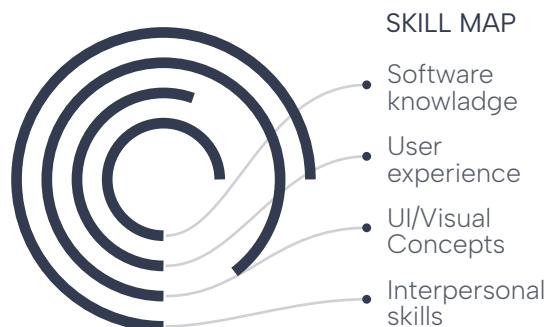 SKILL MAP
Software
knowladge
User
experience
UI/Visual
Concepts
Interpersonal
skills